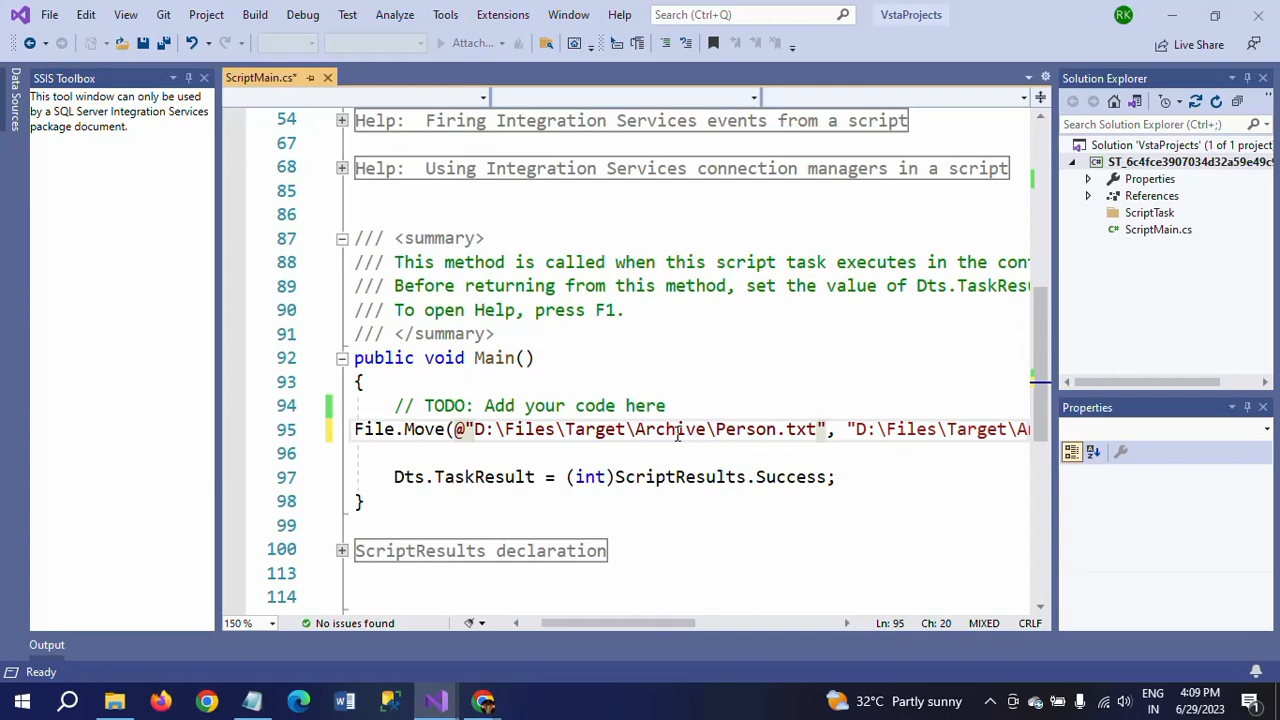 File Edit View Git Project Build Debug Test Analyze Tools Extensions Window Help Search (Ctrl+Q) VstaProjects RK
Attach... Live Share
Data Sources
SSIS Toolbox
This tool window can only be used
by a SQL Server Integration Services
package document.
ScriptMain.cs*
54 Help: Firing Integration Services events from a script
67
68 Help: Using Integration Services connection managers in a script
85
86
87 /// <summary>
88 /// This method is called when this script task executes in the con
89 /// Before returning from this method, set the value of Dts.TaskResu
90 /// To open Help, press F1.
91 /// </summary>
92 public void Main()
93 {
94 // TODO: Add your code here
95 File.Move(@"D:\Files\Target\Archive\Person.txt", "D:\Files\Target\Ar
96
97 Dts.TaskResult = (int)ScriptResults.Success;
98 }
99
100 ScriptResults declaration
113
114
150 % No issues found Ln: 95 Ch: 20 MIXED CRLF
Solution Explorer
Search Solution Explorer (Ctrl+;)
Solution 'VstaProjects' (1 of 1 project
ST_6c4fce3907034d32a59e49c9
Properties
References
ScriptTask
ScriptMain.cs
Properties
Output
Ready
32°C Partly sunny
ENG
IN
4:09 PM
6/29/2023
1